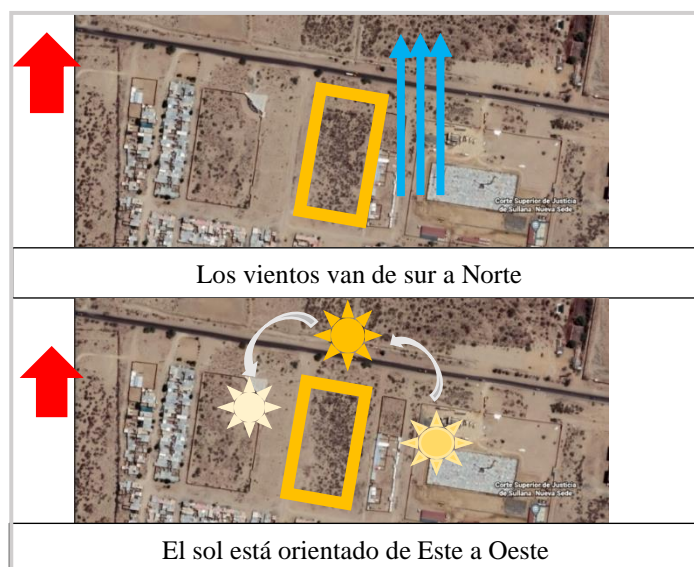 Corte Superior de Justicia
de Sullana Nueva Sede
Los vientos van de sur a Norte
Corte Superior de Justicia
de Sullana Nueva Sede
El sol está orientado de Este a Oeste